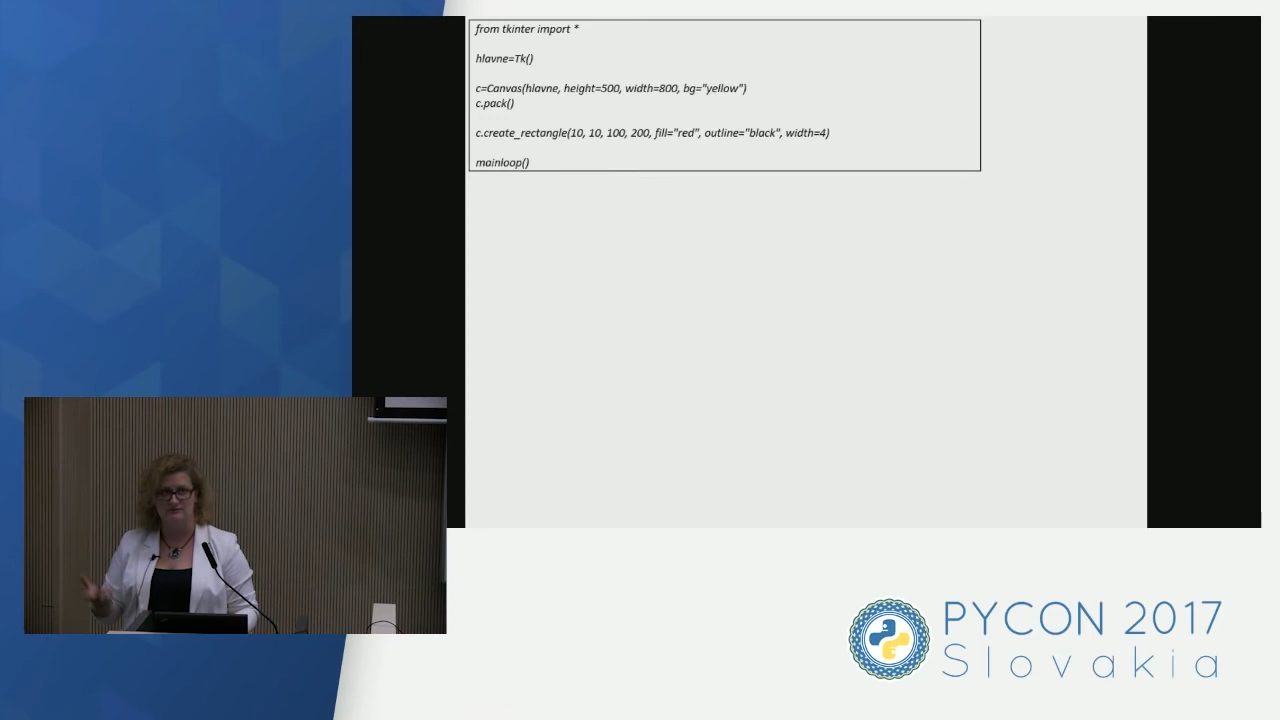 from tkinter import *
hlavne=Tk()
c=Canvas(hlavne, height=500, width=800, bg="yellow")
c.pack()
c.create_rectangle(10, 10, 100, 200, fill="red", outline="black", width=4)
mainloop()
PYCON 2017
Slovakia